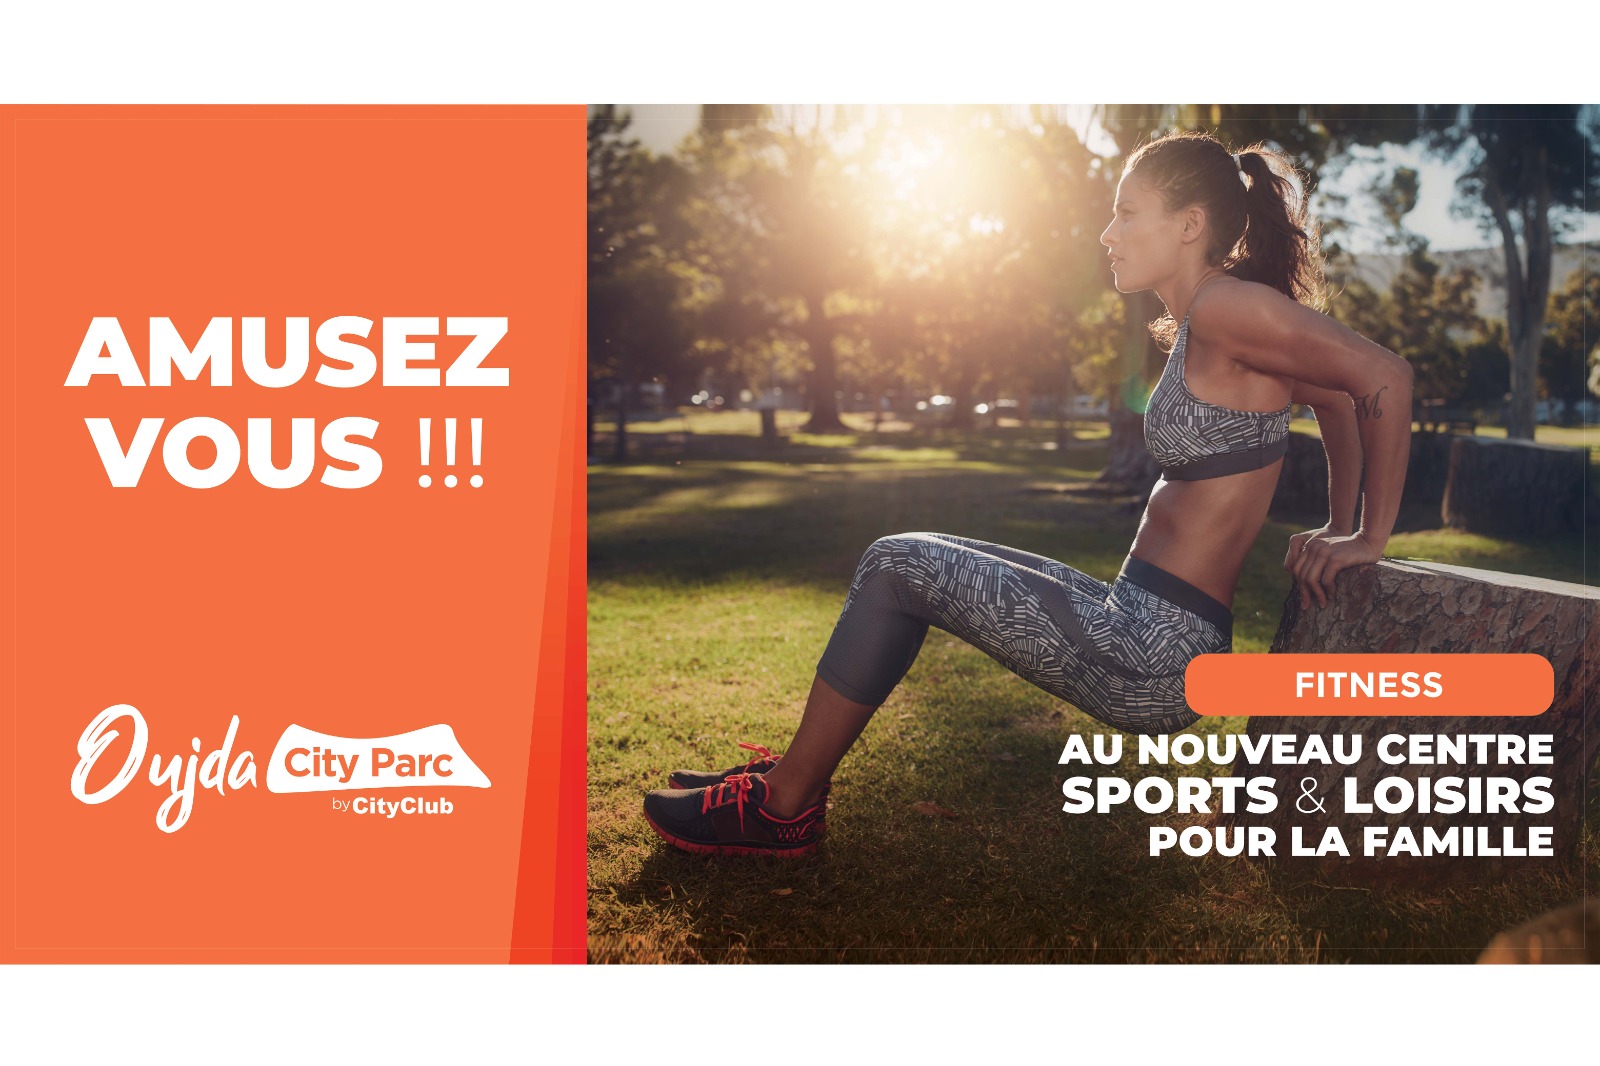 AMUSEZ
VOUS !!!
Oujda City Parc
by CityClub
FITNESS
AU NOUVEAU CENTRE
SPORTS & LOISIRS
POUR LA FAMILLE
M